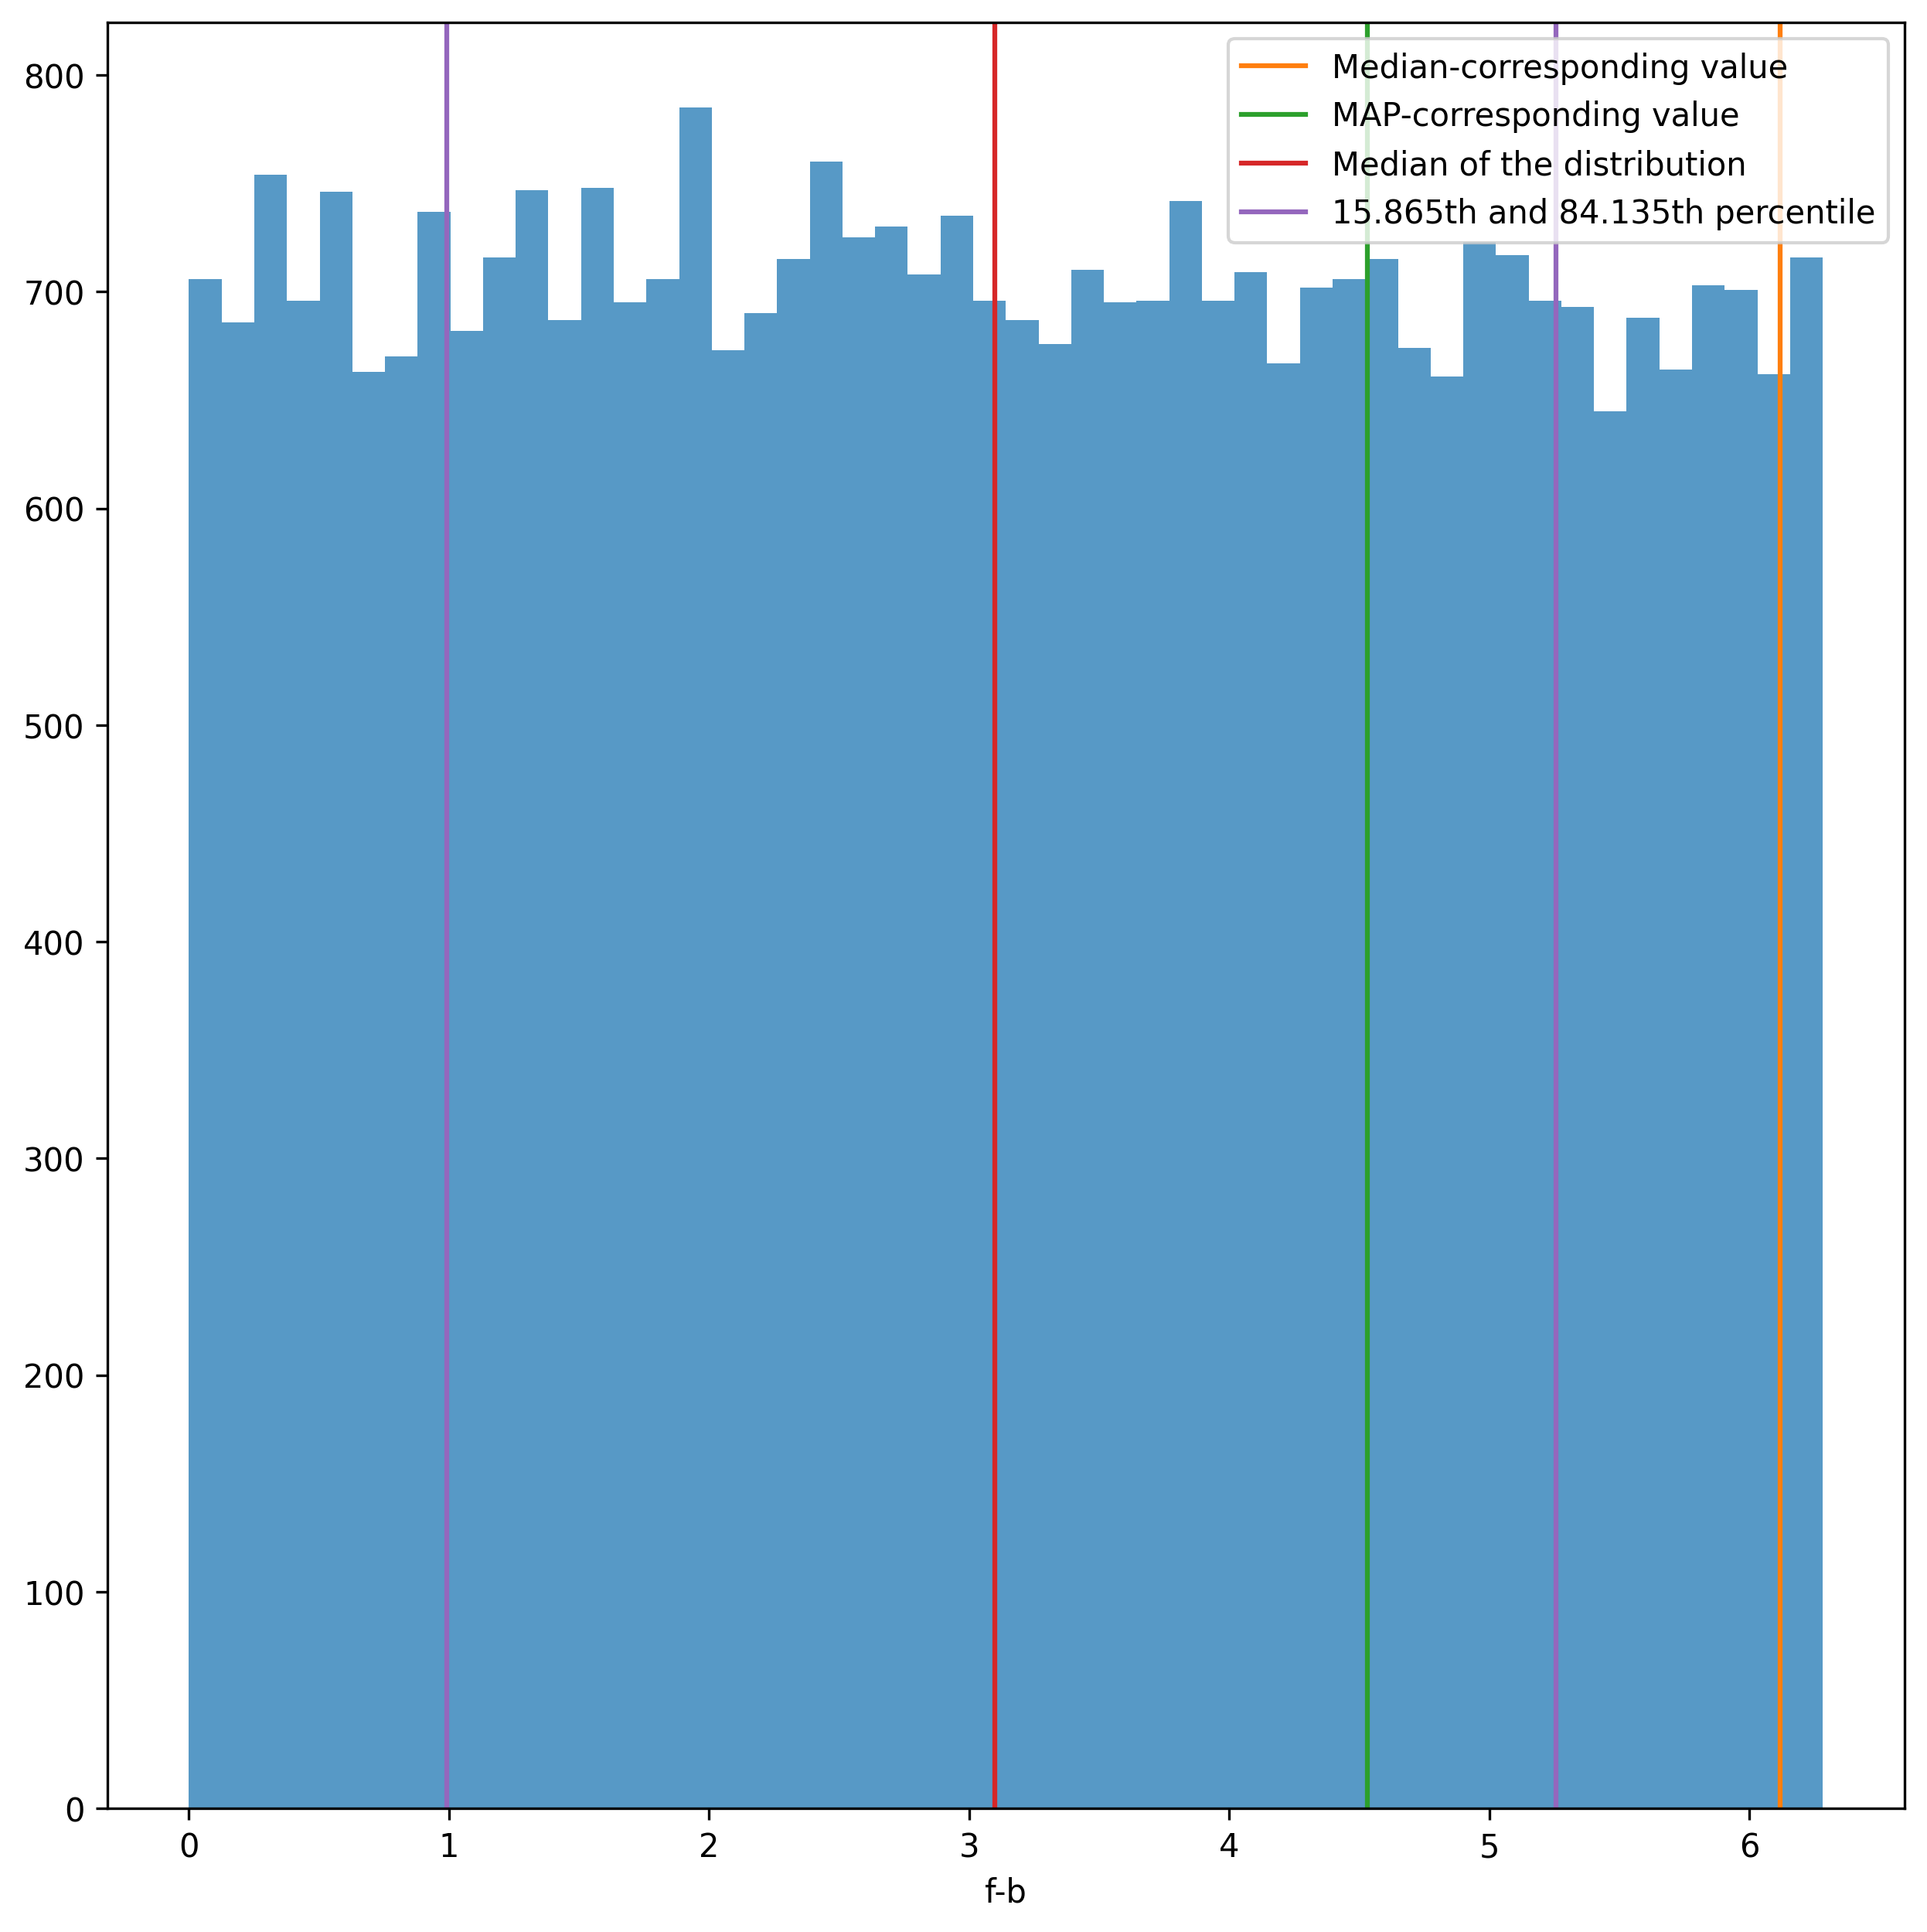 800
700
600
500
400
300
200
100
0
Median-corresponding value
MAP-corresponding value
Median of the distribution
15.865th and 84.135th percentile
0 1 2 3 4 5 6
f-b